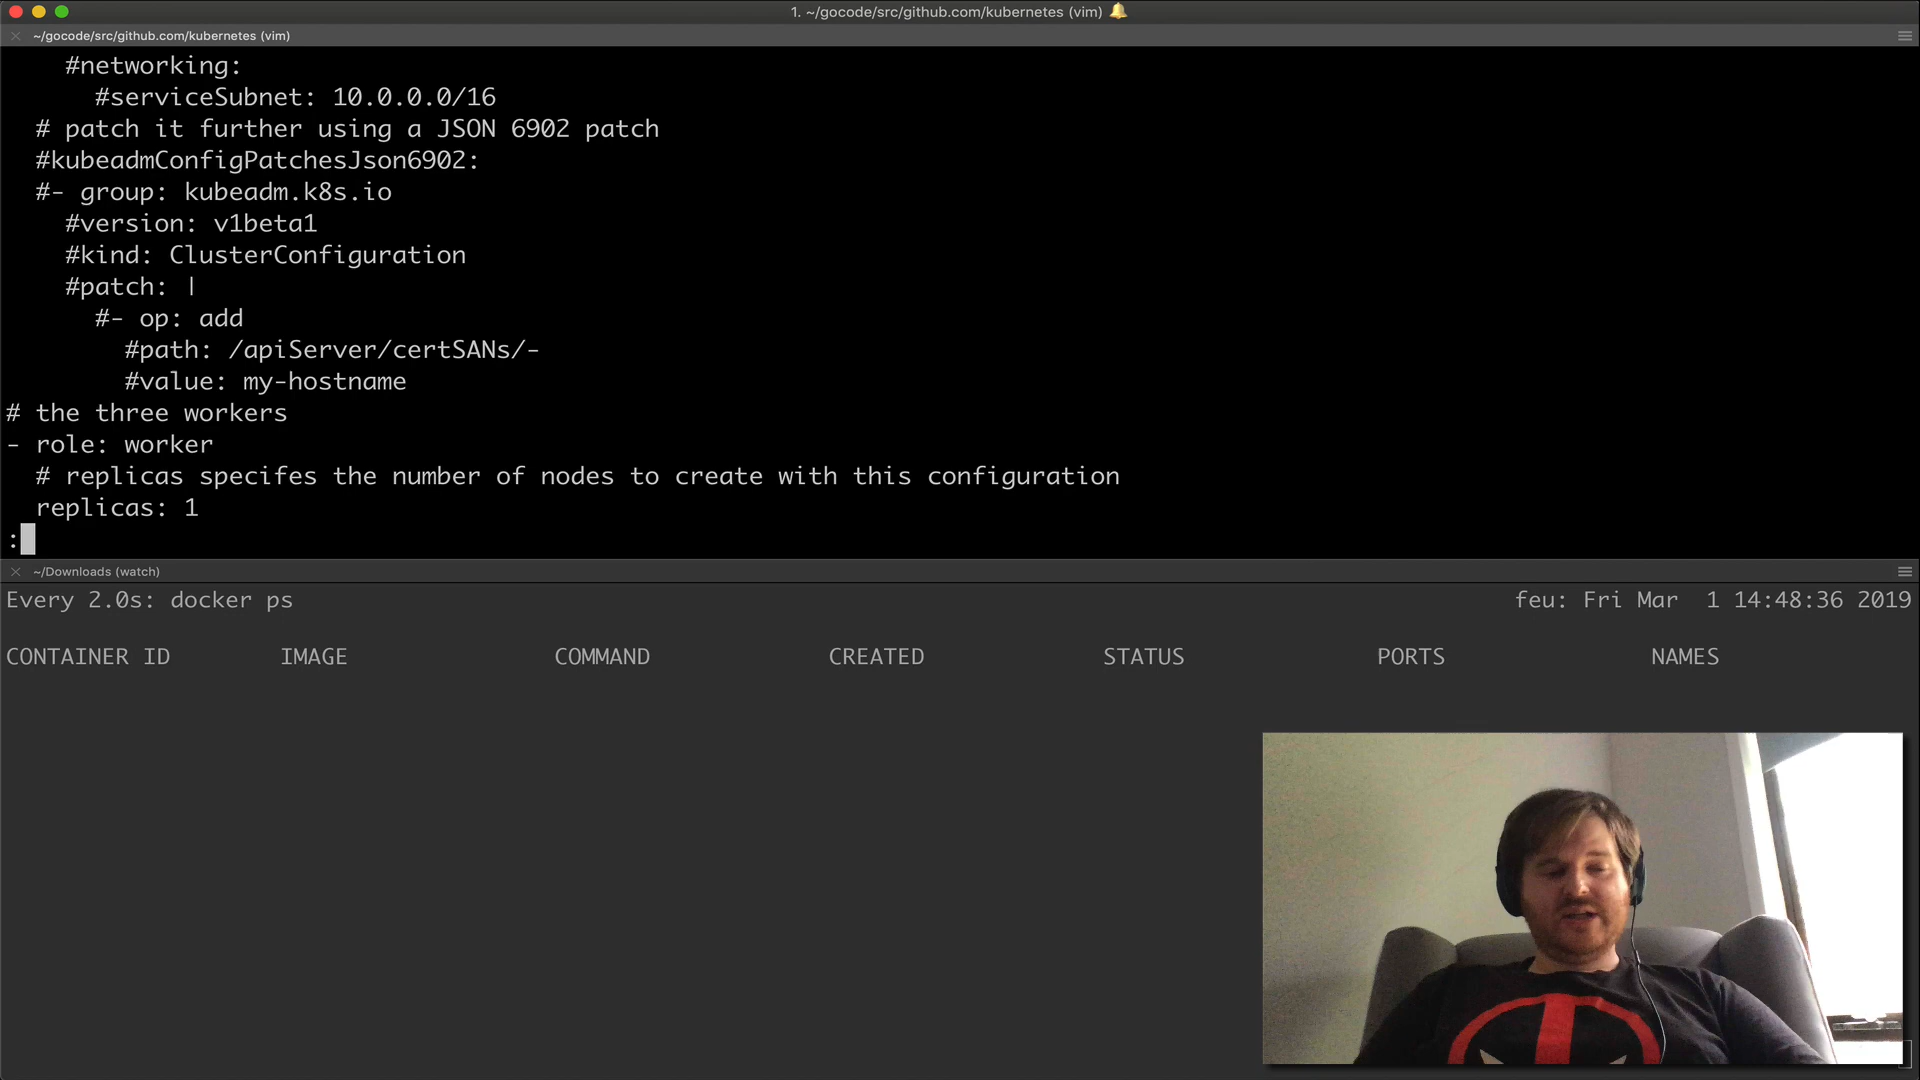 1. ~/gocode/src/github.com/kubernetes (vim)
~/gocode/src/github.com/kubernetes (vim)
#networking:
#serviceSubnet: 10.0.0.0/16
# patch it further using a JSON 6902 patch
#kubeadmConfigPatchesJson6902:
#- group: kubeadm.k8s.io
#version: v1beta1
#kind: ClusterConfiguration
#patch: |
#- op: add
#path: /apiServer/certSANs/-
#value: my-hostname
# the three workers
- role: worker
# replicas specifes the number of nodes to create with this configuration
replicas: 1
:
~/Downloads (watch)
Every 2.0s: docker ps feu: Fri Mar 1 14:48:36 2019
CONTAINER ID IMAGE COMMAND CREATED STATUS PORTS NAMES